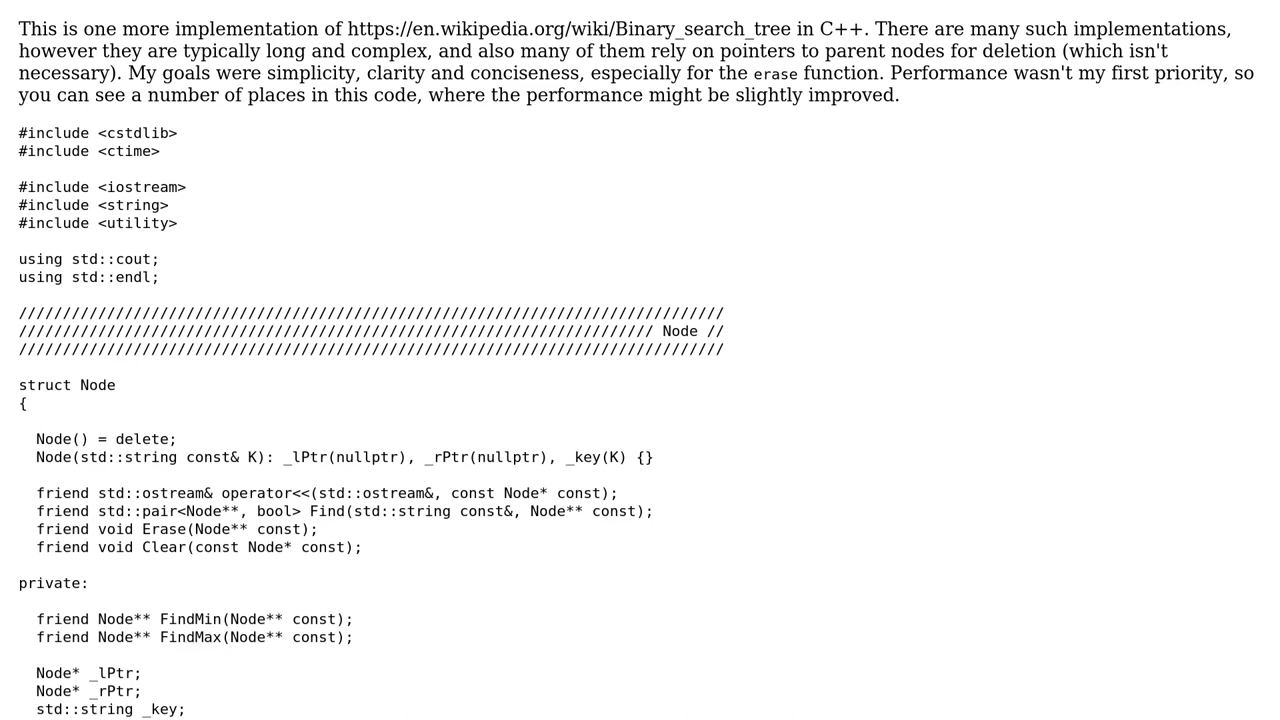 This is one more implementation of https://en.wikipedia.org/wiki/Binary_search_tree in C++. There are many such implementations,
however they are typically long and complex, and also many of them rely on pointers to parent nodes for deletion (which isn't
necessary). My goals were simplicity, clarity and conciseness, especially for the erase function. Performance wasn't my first priority, so
you can see a number of places in this code, where the performance might be slightly improved.
#include <cstdlib>
#include <ctime>
#include <iostream>
#include <string>
#include <utility>
using std::cout;
using std::endl;
////////////////////////////////////////////////////////////////////////////////
//////////////////////////////////////////////////////////////////////// Node //
////////////////////////////////////////////////////////////////////////////////
struct Node
{
  Node() = delete;
  Node(std::string const& K): _lPtr(nullptr), _rPtr(nullptr), _key(K) {}
  friend std::ostream& operator<<(std::ostream&, const Node* const);
  friend std::pair<Node**, bool> Find(std::string const&, Node** const);
  friend void Erase(Node** const);
  friend void Clear(const Node* const);
private:
  friend Node** FindMin(Node** const);
  friend Node** FindMax(Node** const);
  Node* _lPtr;
  Node* _rPtr;
  std::string _key;